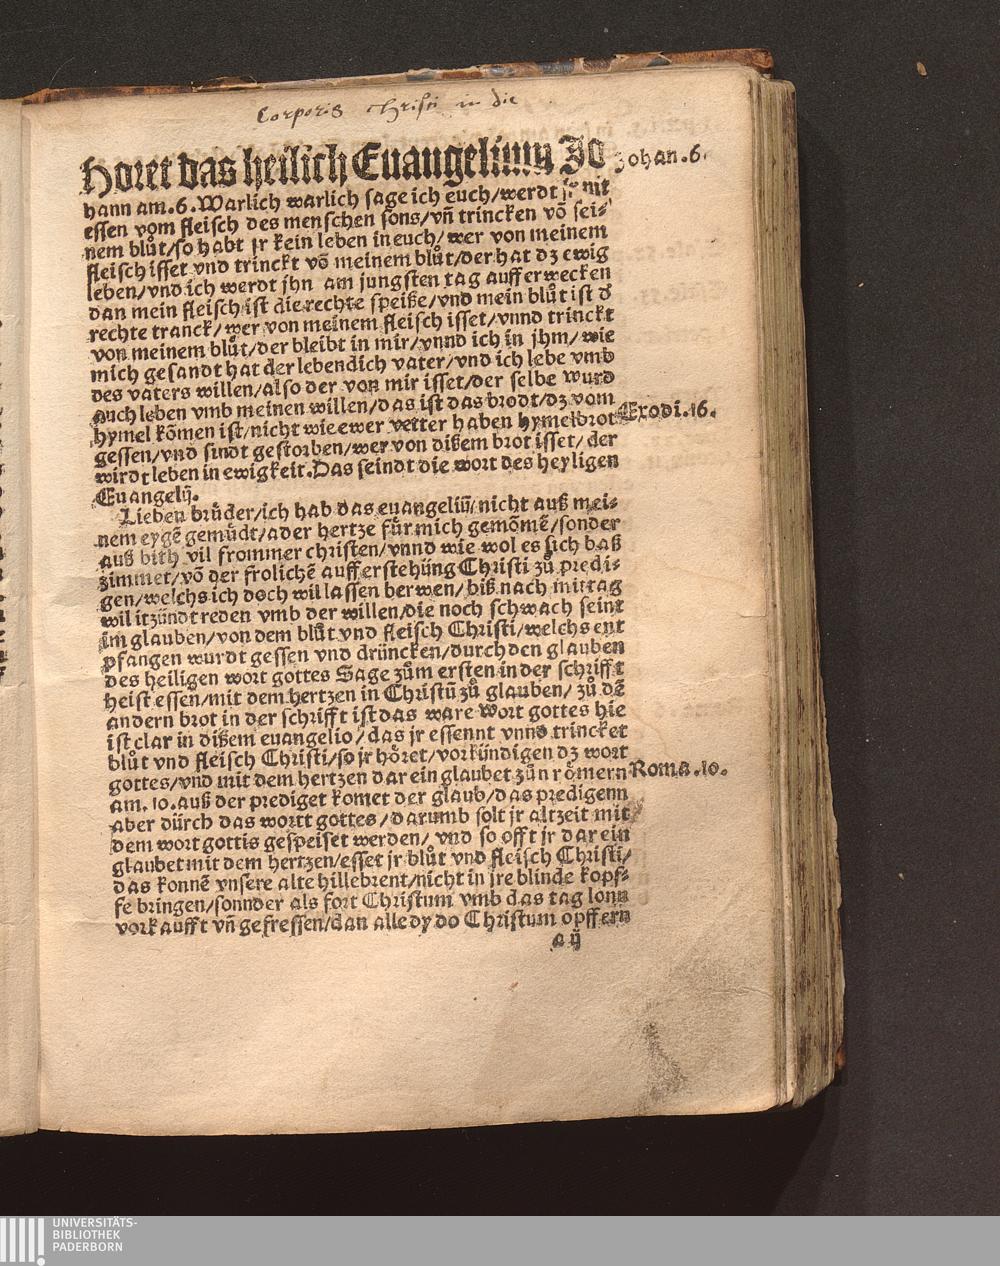 Corporis christi in die
Horet das heilich Euangelium Jo
Johan.6.
hann am.6. Warlich warlich sage ich euch/werdt jr nit
essen vom fleisch des menschen sons/vñ trincken võ sei⸗
nem blůt/so habt jr kein leben in euch/wer von meinem
fleisch isset vnd trinckt võ meinem blůt/der hat dz ewig
leben/vnd ich werdt jhn am jungsten tag aufferwecken
dan mein fleisch ist die rechte speiße/vnd mein blůt ist ď
rechte tranck/wer von meinem fleisch isset/vnnd trinckt
von meinem blůt/der bleibt in mir/vnnd ich in jhm/wie
mich gesandt hat der lebendich vater/vnd ich lebe vmb
des vaters willen/also der von mir isset/der selbe wurd
auch leben vmb meinen willen/das ist das brodt/dz vom
hymel kõmen ist/nicht wie ewer vetter haben hymelbrot
Exodi.16.
gessen/vnd sindt gestorben/wer von dißem brot isset/der
wirdt leben in ewigkeit. Das seindt die wort des heyligen
Euangelij.
Lieben brůder/ich hab das euangeliũ/nicht auß mei⸗
nem eygẽ gemůdt/ader hertze fůr mich gemõmẽ/sonder
auß bith vil frommer christen/vnnd wie wol es sich baß
zimmet/võ der frolichẽ aufferstehüng Christi zů predi⸗
gen/welchs ich doch wil lassen berwen/biß nach mittag
wil itzündt reden vmb der willen/die noch schwach seint
im glauben/von dem blůt vnd fleisch Christi/welchs ent
pfangen wurdt gessen vnd drüncken/durch den glauben
des heiligen wort gottes Sage zům ersten in der schrifft
heist essen/mit dem hertzen in Christũ zů glauben/zů dẽ
andern brot in der schrifft ist das ware wort gottes hie
ist clar in dißem euangelio/das jr essennt vnnd trincket
blůt vnd fleisch Christi/so jr hőret/vorkündigen dz wort
gottes/vnd mit dem hertzen dar ein glaubet zůn rőmern
Roma.10.
am.10.auß der prediget komet der glaub/das predigenn
aber dürch das wortt gottes/darumb solt jr altzeit mit
dem wort gottis gespeiset werden/vnd so offt jr dar ein
glaubet mit dem hertzen/esset jr blůt vnd fleisch Christi/
das konnẽ vnsere alte hillebrent/nicht in jre blinde kopf⸗
fe bringen/sonnder als fort Christum vmb das tag lonn
vorkaufft vñ gefressen/dan alle dy do Christum opffern
a ij
UNIVERSITÄTS-
BIBLIOTHEK
PADERBORN